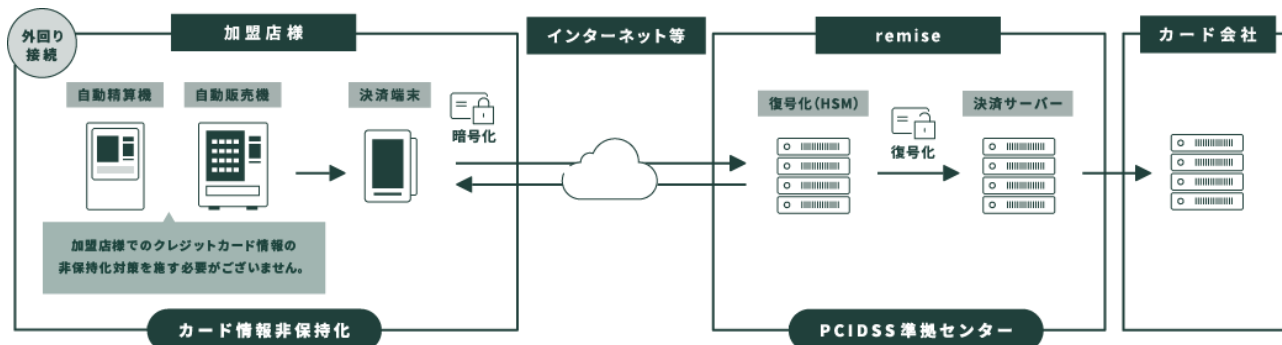 外回り
接続
加盟店様
インターネット等
remise
カード会社
自動精算機
自動販売機
決済端末
暗号化
復号化(HSM)
復号化
決済サーバー
加盟店様でのクレジットカード情報の
非保持化対策を施す必要がございません。
カード情報非保持化
PCIDSS準拠センター